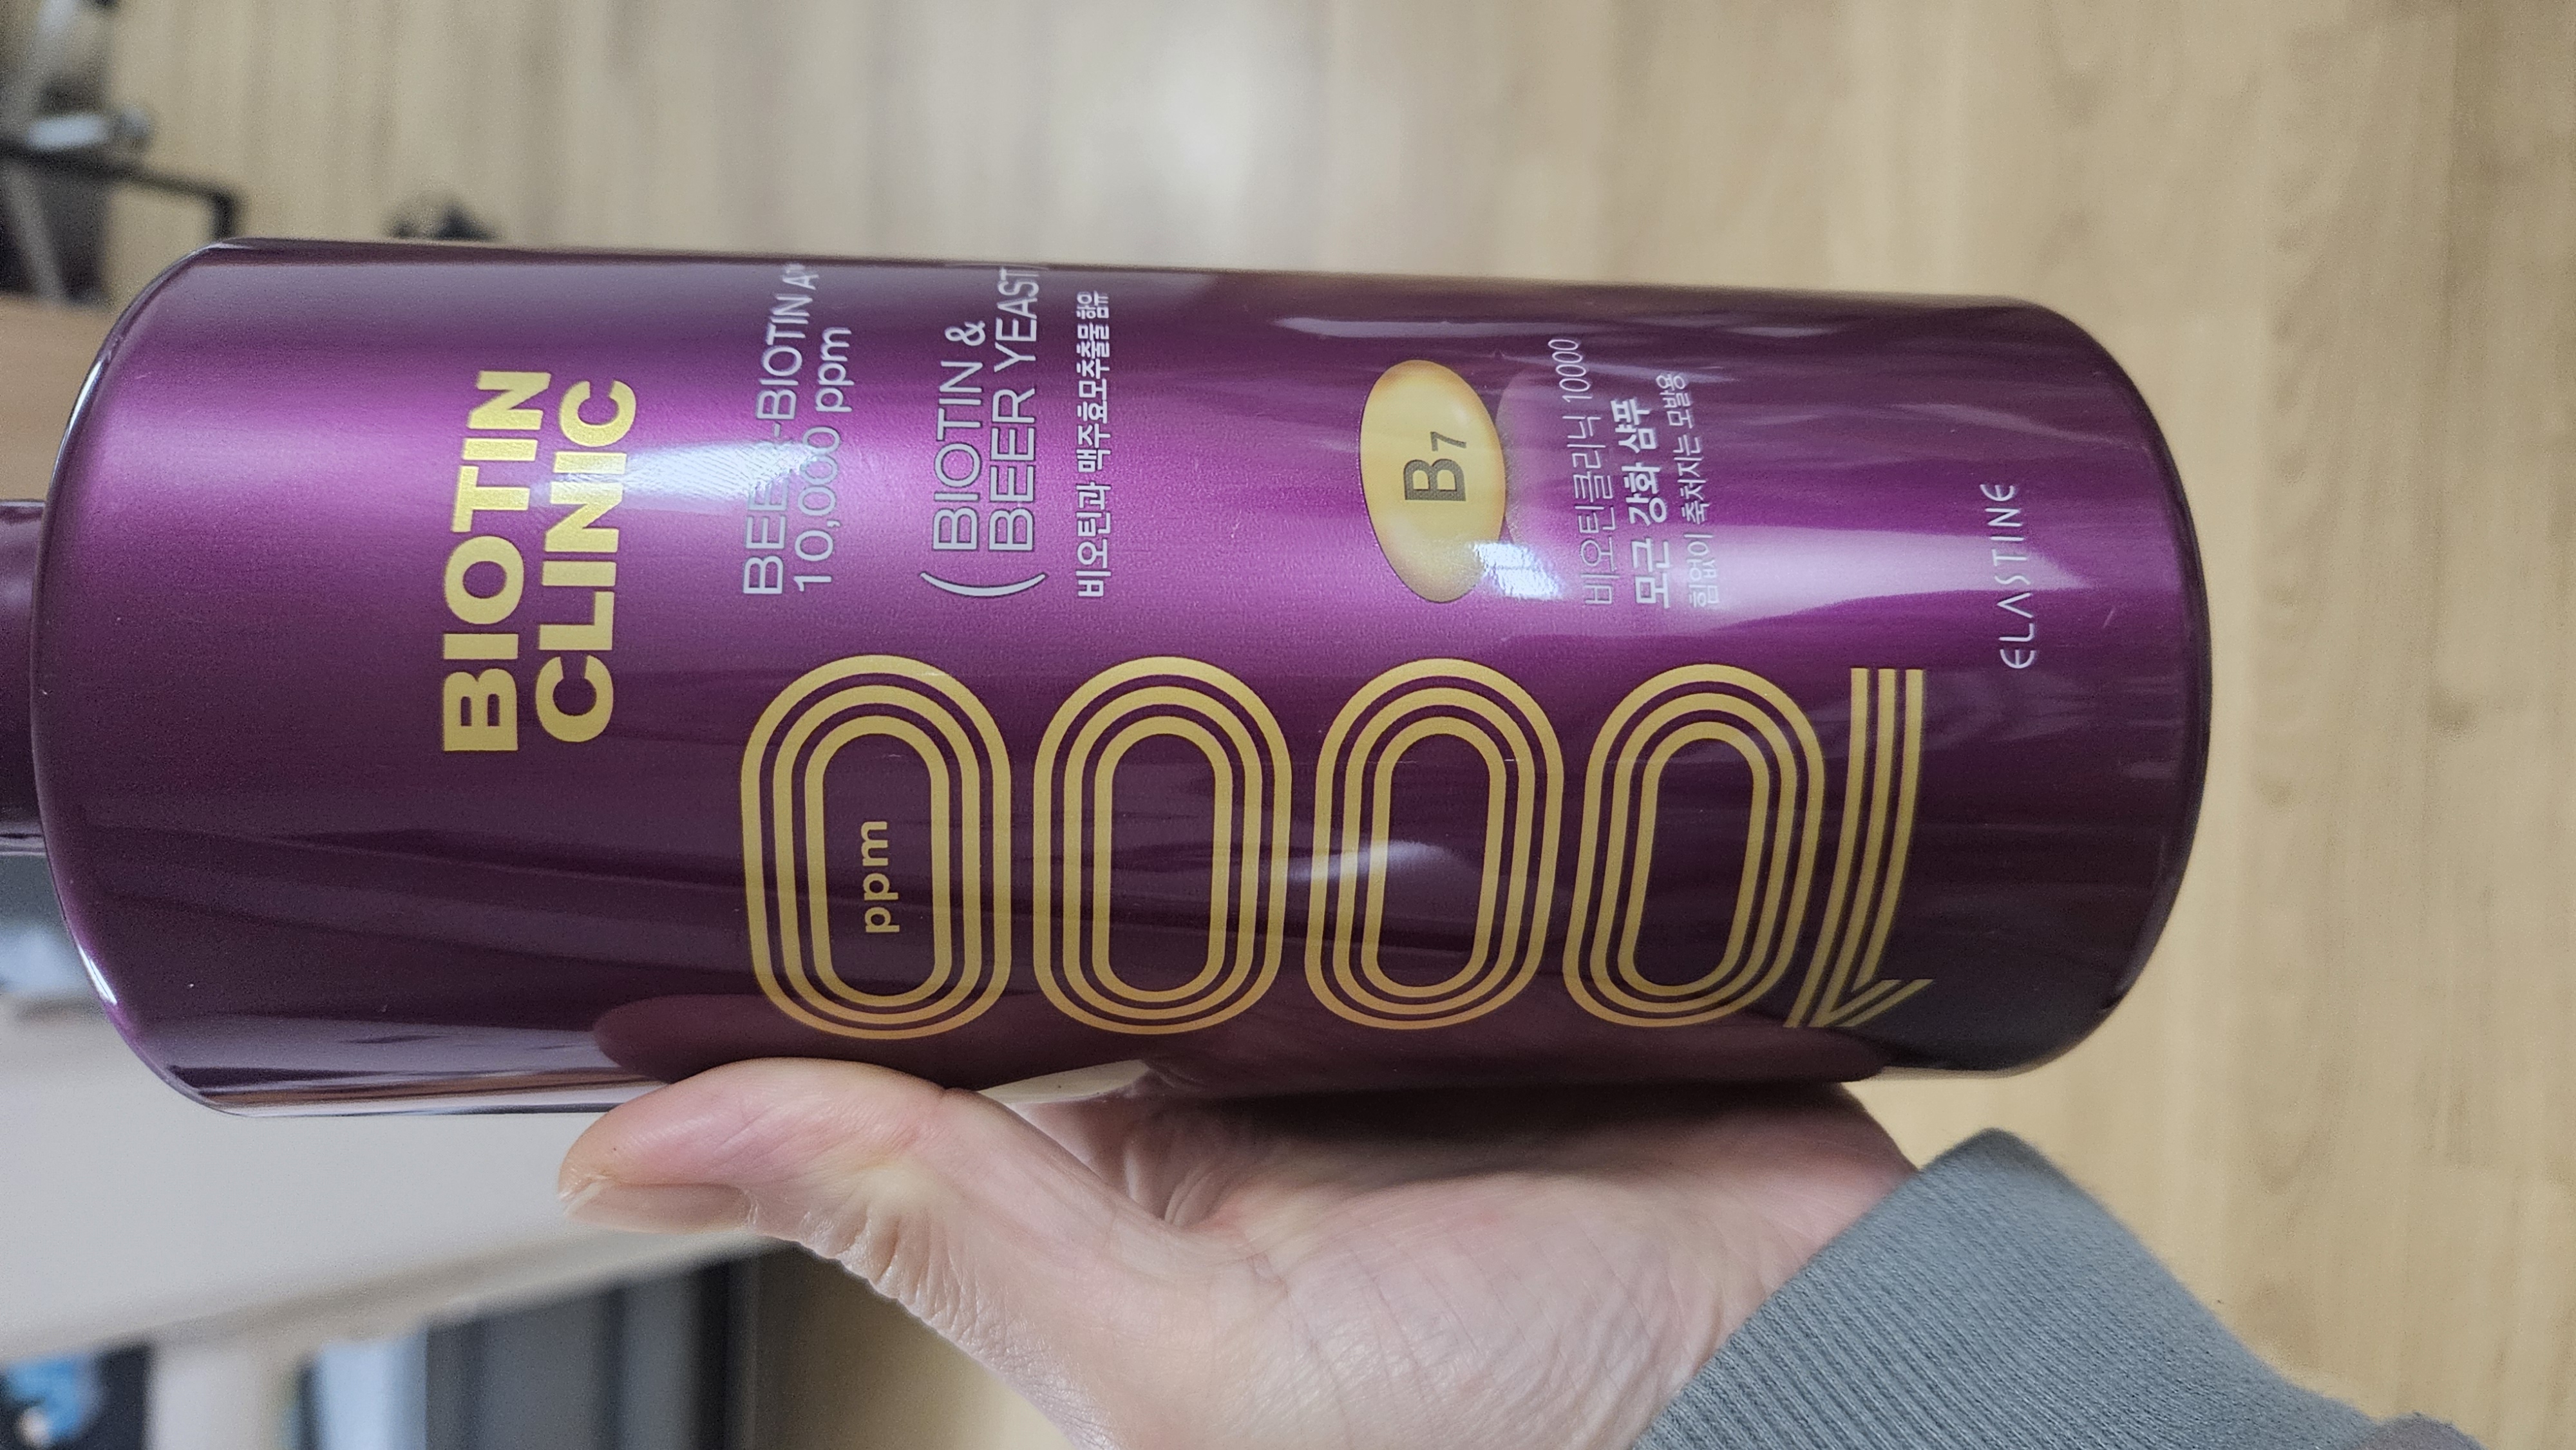 BIOTIN
CLINIC
BEER-BIOTIN A
10,000 ppm
( BIOTIN &
BEER YEAST
비오틴과 맥주효모추출물 함유
B7
비오틴클리닉 10000
모근 강화 샴푸
힘없이 축 처지는 모발용
10000
ppm
ELASTINE